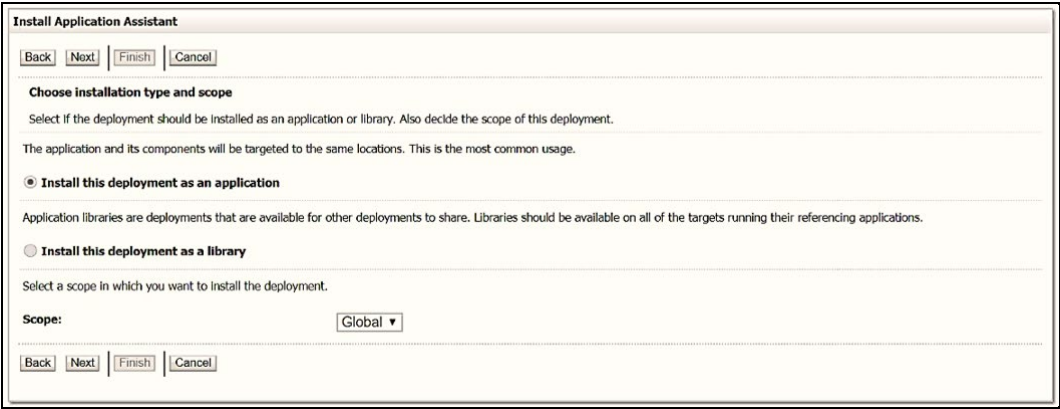 Install Application Assistant
Back Next Finish Cancel
Choose installation type and scope
Select if the deployment should be installed as an application or library. Also decide the scope of this deployment.
The application and its components will be targeted to the same locations. This is the most common usage.
Install this deployment as an application
Application libraries are deployments that are available for other deployments to share. Libraries should be available on all of the targets running their referencing applications.
Install this deployment as a library
Select a scope in which you want to install the deployment.
Scope: Global ▼
Back Next Finish Cancel